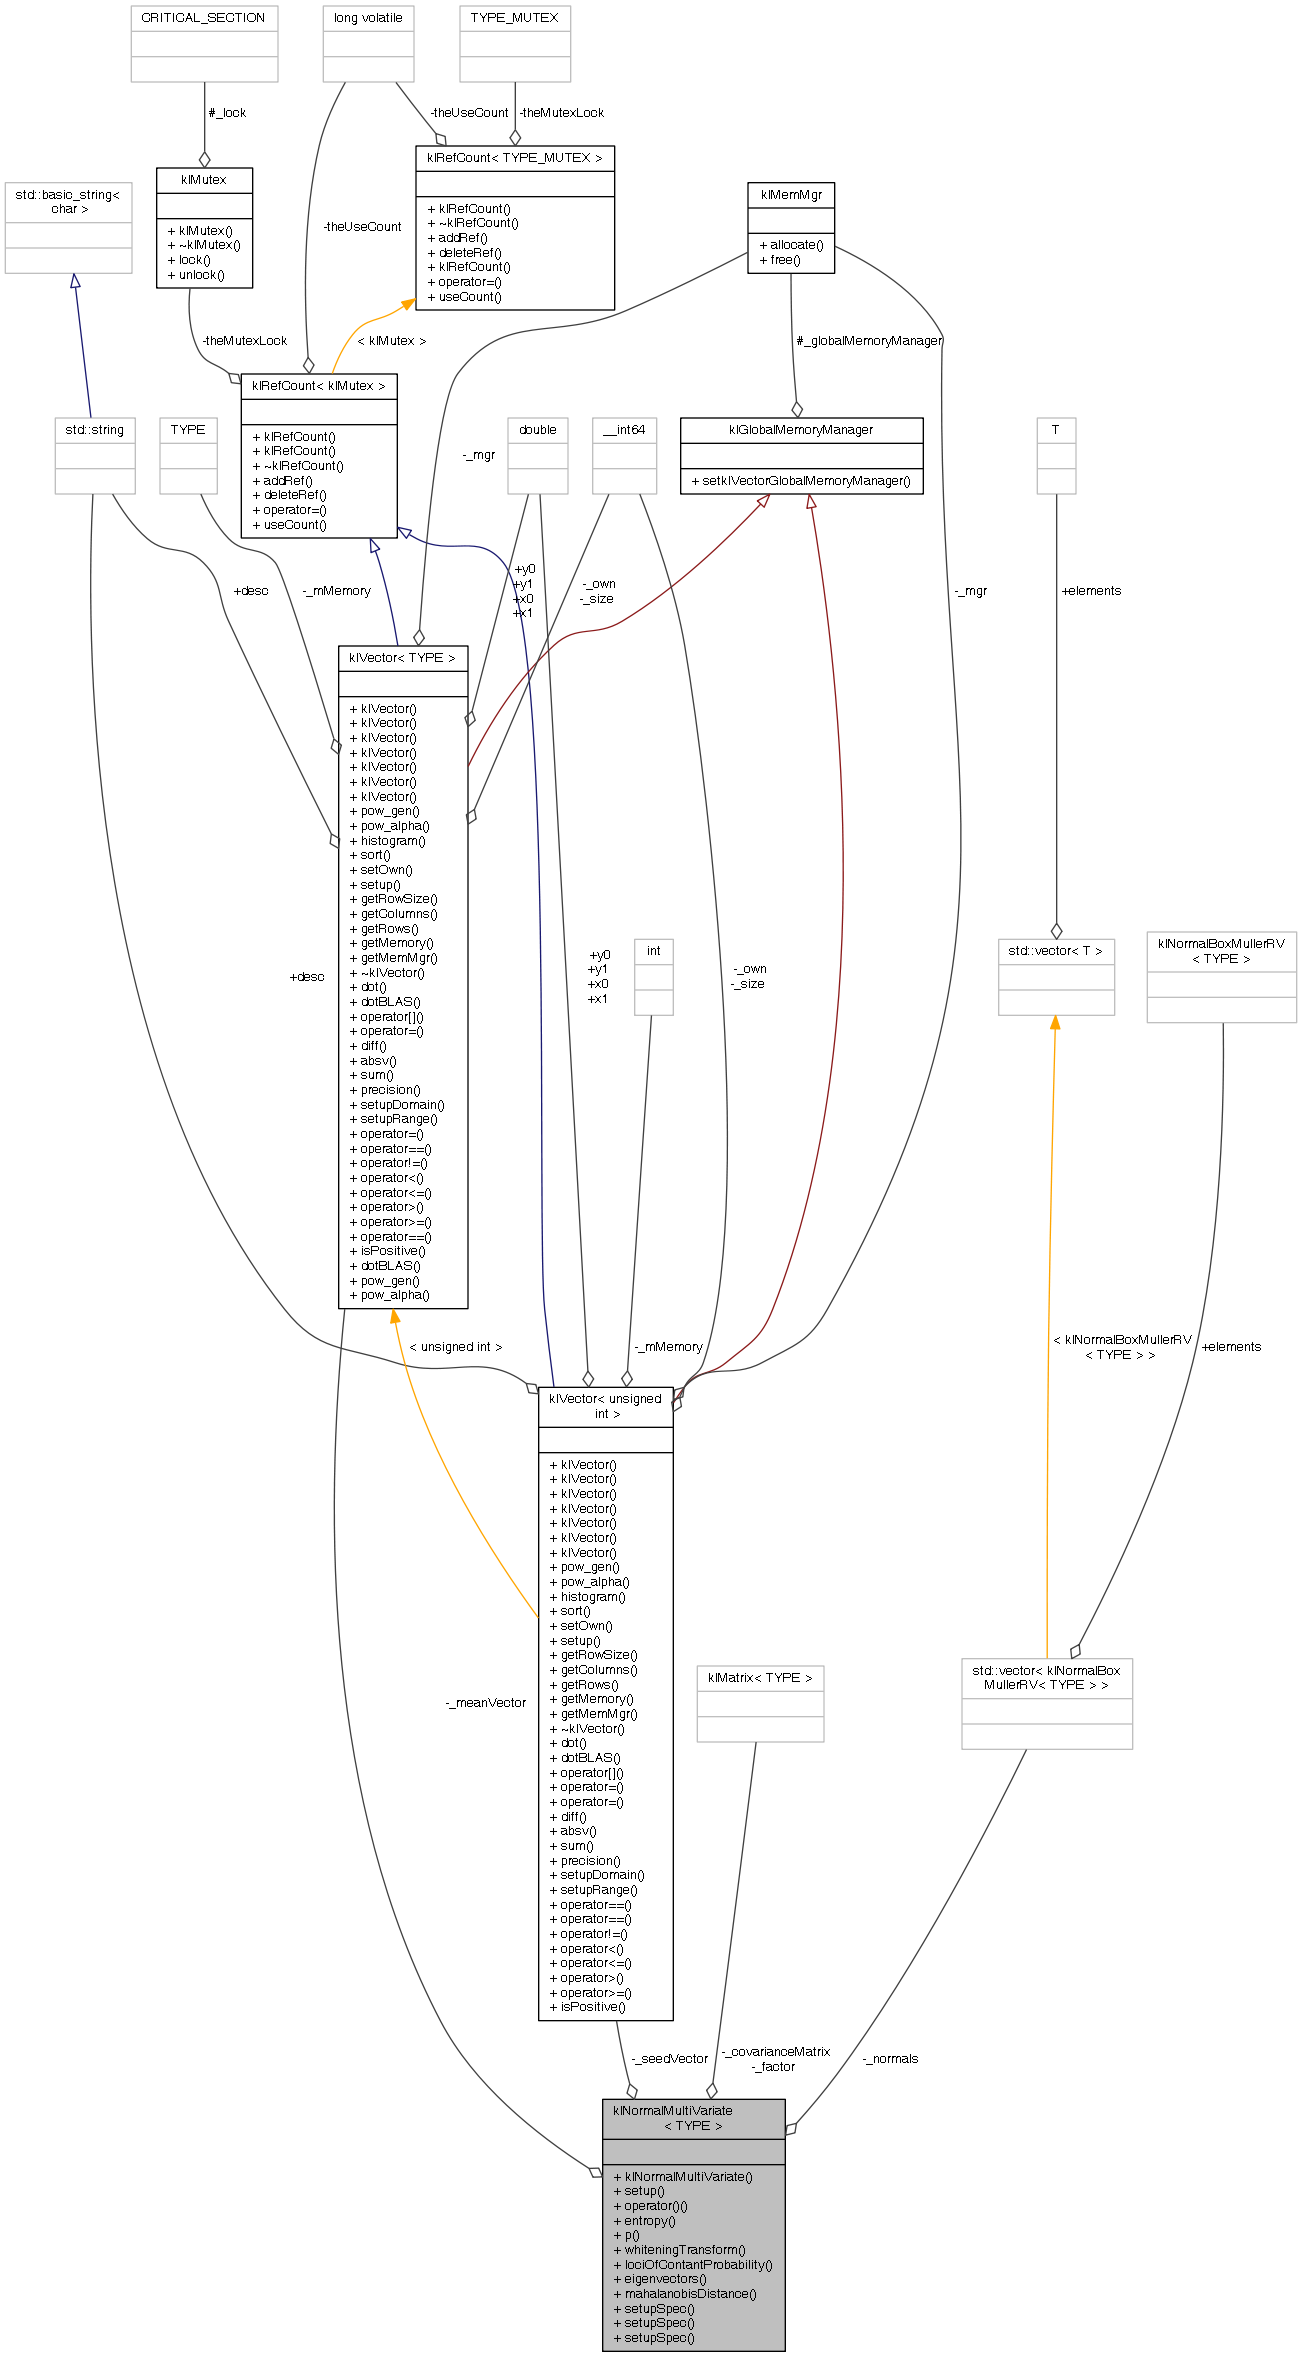 CRITICAL_SECTION
long volatile
TYPE_MUTEX
#_lock
-theUseCount
-theMutexLock
klMutex
+ klMutex()
+ ~klMutex()
+ lock()
+ unlock()
std::basic_string<
char >
klRefCount< TYPE_MUTEX >
+ klRefCount()
+ ~klRefCount()
+ addRef()
+ deleteRef()
+ klRefCount()
+ operator=()
+ useCount()
klMemMgr
+ allocate()
+ free()
-theUseCount
-theMutexLock
< klMutex >
#_globalMemoryManager
klRefCount< klMutex >
+ klRefCount()
+ klRefCount()
+ ~klRefCount()
+ addRef()
+ deleteRef()
+ operator=()
+ useCount()
std::string
TYPE
double
__int64
klGlobalMemoryManager
+ setklVectorGlobalMemoryManager()
T
-_mgr
+desc
-_mMemory
+y0
+y1
+x0
+x1
-_own
-_size
-_mgr
+elements
klVector< TYPE >
+ klVector()
+ klVector()
+ klVector()
+ klVector()
+ klVector()
+ klVector()
+ klVector()
+ pow_gen()
+ pow_alpha()
+ histogram()
+ sort()
+ setOwn()
+ setup()
+ getRowSize()
+ getColumns()
+ getRows()
+ getMemory()
+ getMemMgr()
+ ~klVector()
+ dot()
+ dotBLAS()
+ operator[]()
+ operator=()
+ diff()
+ absv()
+ sum()
+ precision()
+ setupDomain()
+ setupRange()
+ operator=()
+ operator==()
+ operator!=()
+ operator<()
+ operator<=()
+ operator>()
+ operator>=()
+ operator==()
+ isPositive()
+ dotBLAS()
+ pow_gen()
+ pow_alpha()
+desc
+y0
+y1
+x0
+x1
int
-_own
-_size
std::vector< T >
klNormalBoxMullerRV
< TYPE >
< unsigned int >
-_mMemory
< klNormalBoxMullerRV
< TYPE > >
+elements
klVector< unsigned
int >
+ klVector()
+ klVector()
+ klVector()
+ klVector()
+ klVector()
+ klVector()
+ klVector()
+ pow_gen()
+ pow_alpha()
+ histogram()
+ sort()
+ setOwn()
+ setup()
+ getRowSize()
+ getColumns()
+ getRows()
+ getMemory()
+ getMemMgr()
+ ~klVector()
+ dot()
+ dotBLAS()
+ operator[]()
+ operator=()
+ operator=()
+ diff()
+ absv()
+ sum()
+ precision()
+ setupDomain()
+ setupRange()
+ operator==()
+ operator==()
+ operator!=()
+ operator<()
+ operator<=()
+ operator>()
+ operator>=()
+ isPositive()
-_meanVector
klMatrix< TYPE >
std::vector< klNormalBox
MullerRV< TYPE > >
-_seedVector
-_covarianceMatrix
-_factor
-_normals
klNormalMultiVariate
< TYPE >
+ klNormalMultiVariate()
+ setup()
+ operator()()
+ entropy()
+ p()
+ whiteningTransform()
+ lociOfContantProbability()
+ eigenvectors()
+ mahalanobisDistance()
+ setupSpec()
+ setupSpec()
+ setupSpec()